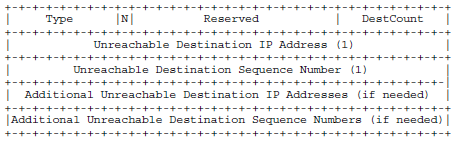 +-+-+-+-+-+-+-+-+-+-+-+-+-+-+-+-+-+-+-+-+-+-+-+-+-+-+-+-+-+-+-+-+
| Type |N| Reserved | DestCount |
+-+-+-+-+-+-+-+-+-+-+-+-+-+-+-+-+-+-+-+-+-+-+-+-+-+-+-+-+-+-+-+-+
| Unreachable Destination IP Address (1) |
+-+-+-+-+-+-+-+-+-+-+-+-+-+-+-+-+-+-+-+-+-+-+-+-+-+-+-+-+-+-+-+-+
| Unreachable Destination Sequence Number (1) |
+-+-+-+-+-+-+-+-+-+-+-+-+-+-+-+-+-+-+-+-+-+-+-+-+-+-+-+-+-+-+-+-+-
| Additional Unreachable Destination IP Addresses (if needed) |
+-+-+-+-+-+-+-+-+-+-+-+-+-+-+-+-+-+-+-+-+-+-+-+-+-+-+-+-+-+-+-+-+
|Additional Unreachable Destination Sequence Numbers (if needed)|
+-+-+-+-+-+-+-+-+-+-+-+-+-+-+-+-+-+-+-+-+-+-+-+-+-+-+-+-+-+-+-+-+